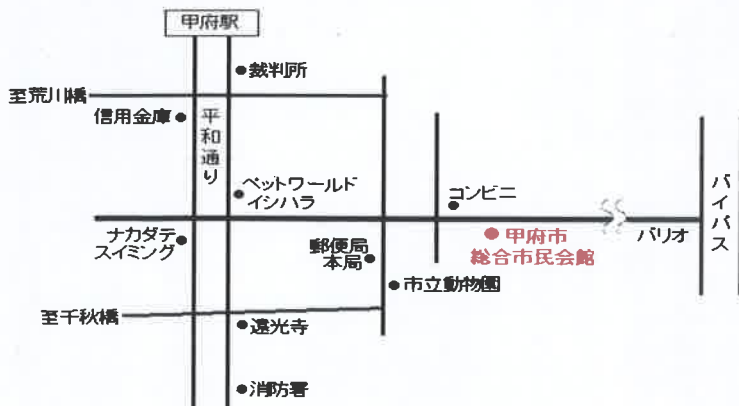 甲府駅
裁判所
至荒川橋
信用金庫
平和通り
ペットワールド
イシハラ
コンビニ
バイパス
ナカダテ
スイミング
郵便局
本局
甲府市
総合市民会館
バリオ
市立動物園
至千秋橋
遠光寺
消防署